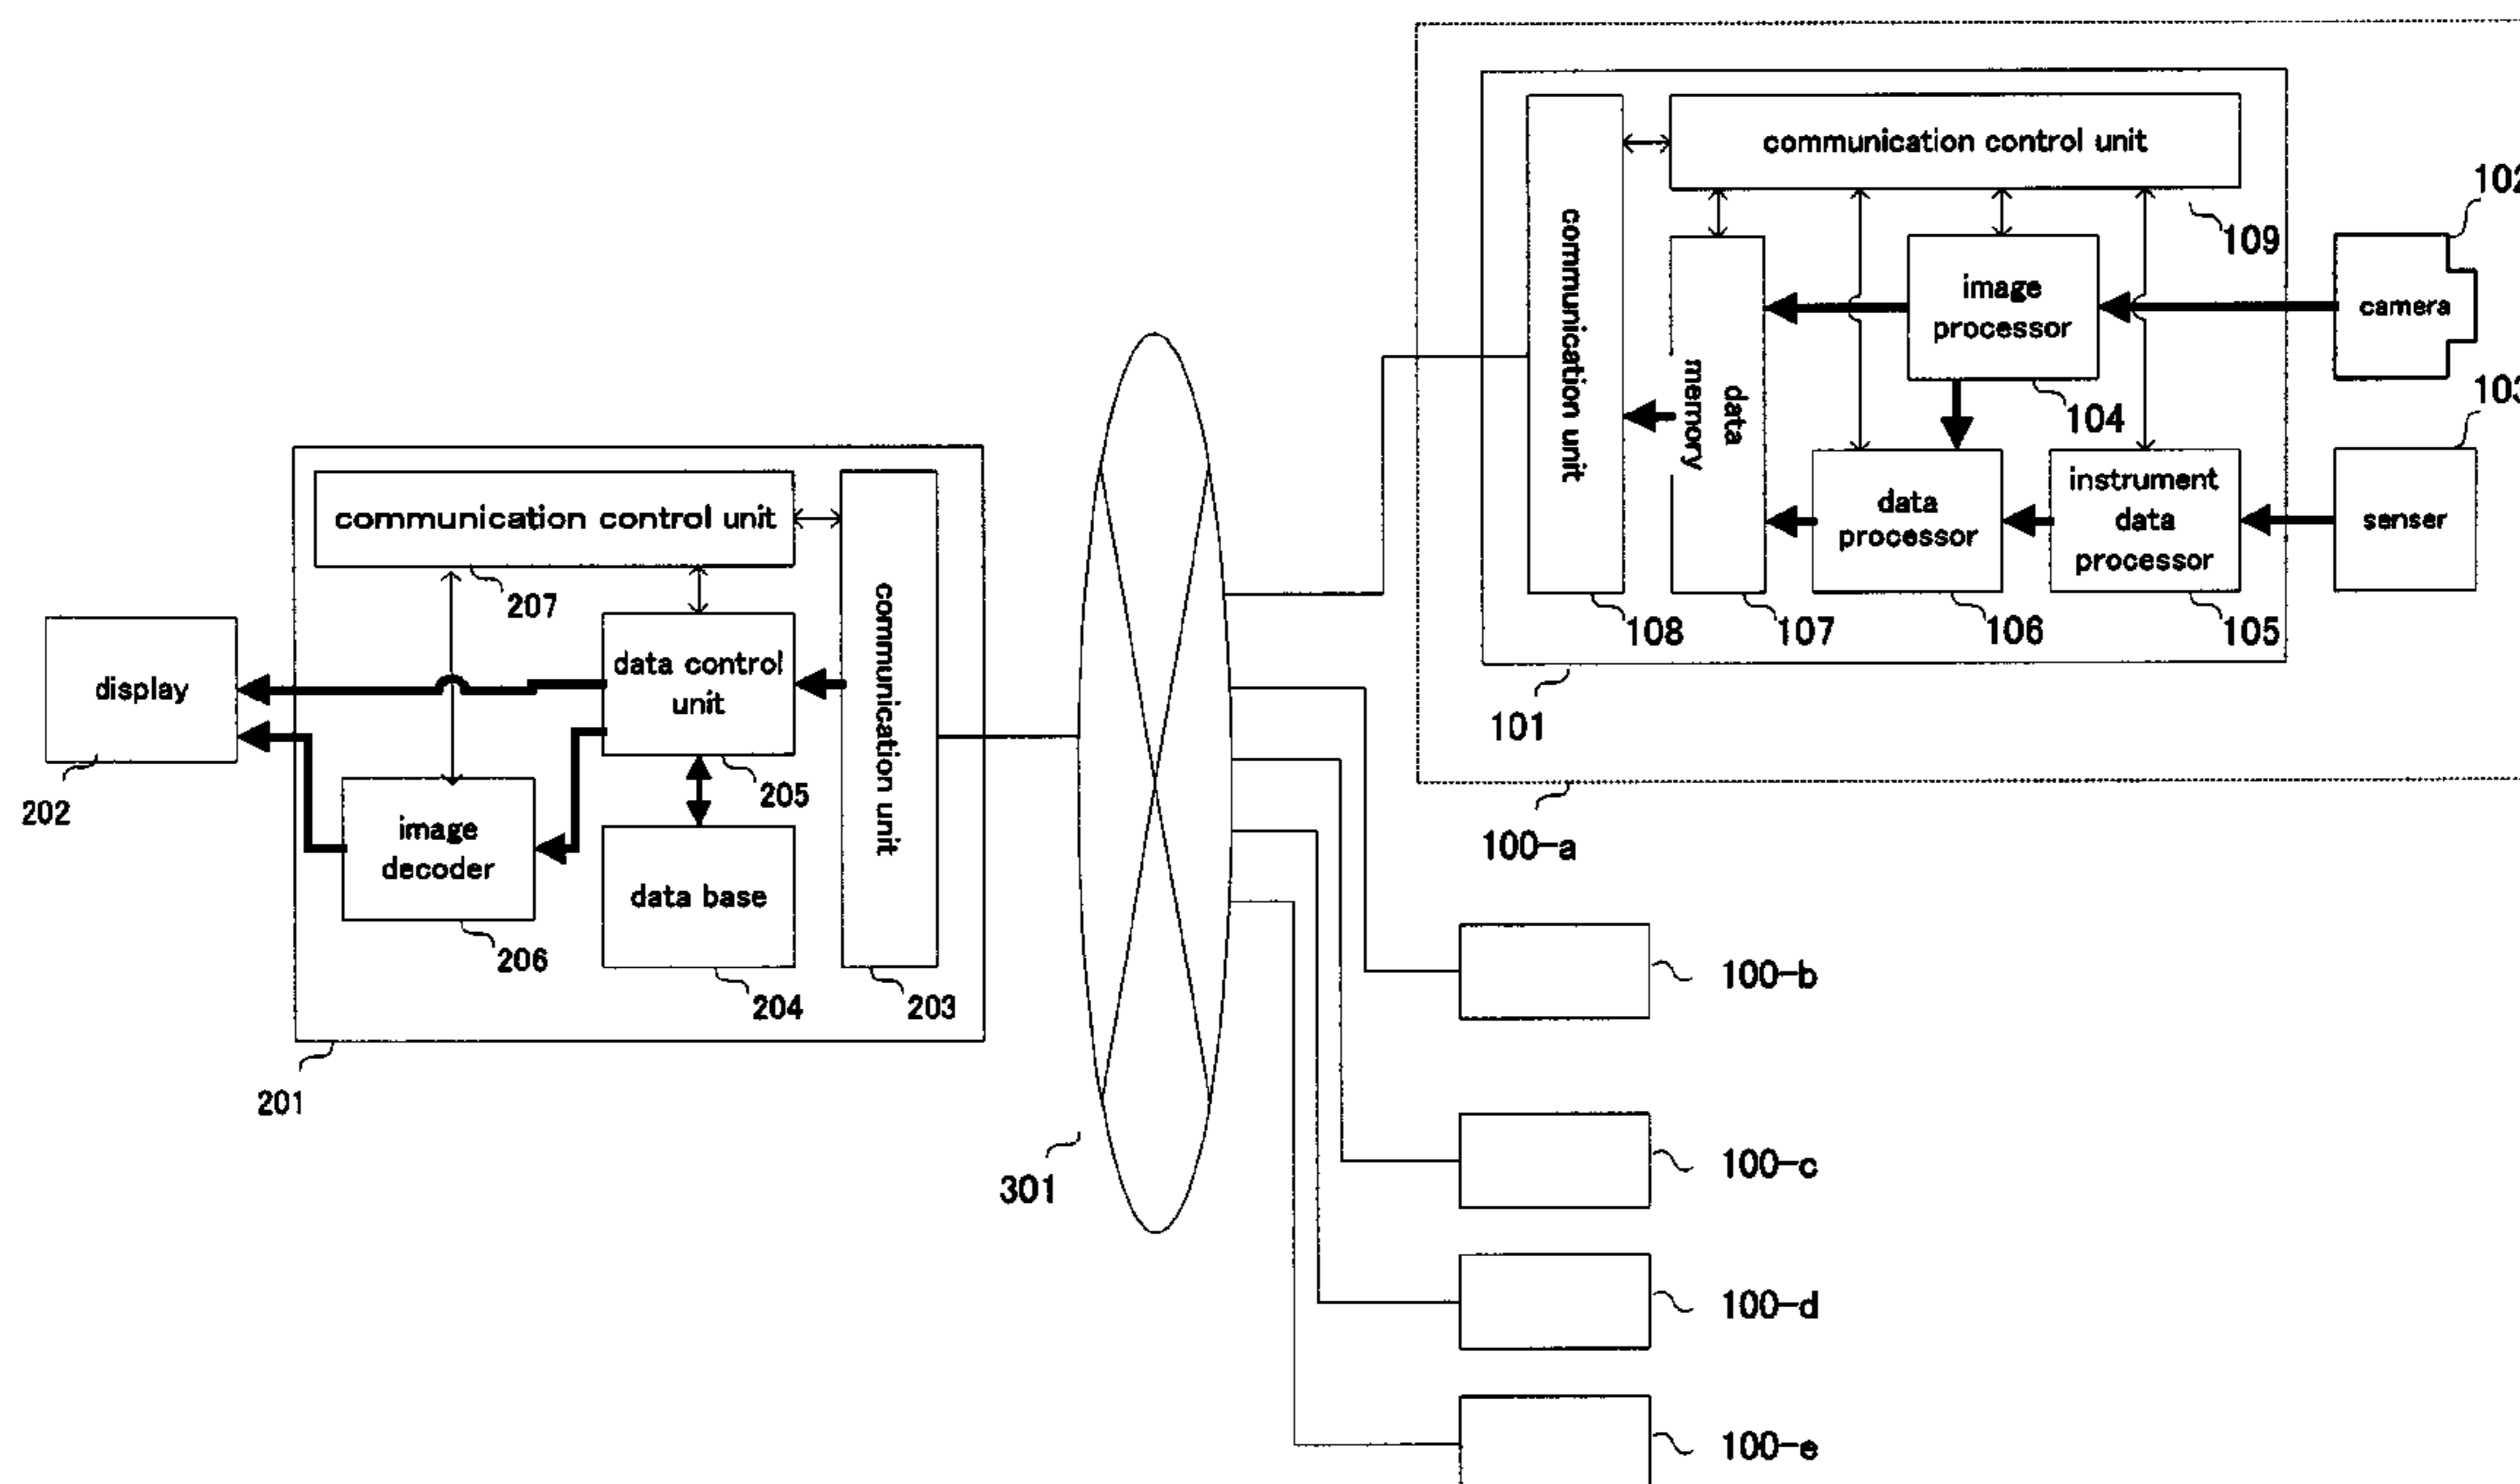 communication control unit
102
communication unit
109
image
processor
camera
data
memory
104
103
instrument
data
processor
data
processor
senser
communication control unit
207
communication unit
108
107
106
105
data control
unit
display
101
205
202
100-a
image
decoder
data base
206
204
203
100-b
201
301
100-c
100-d
100-e